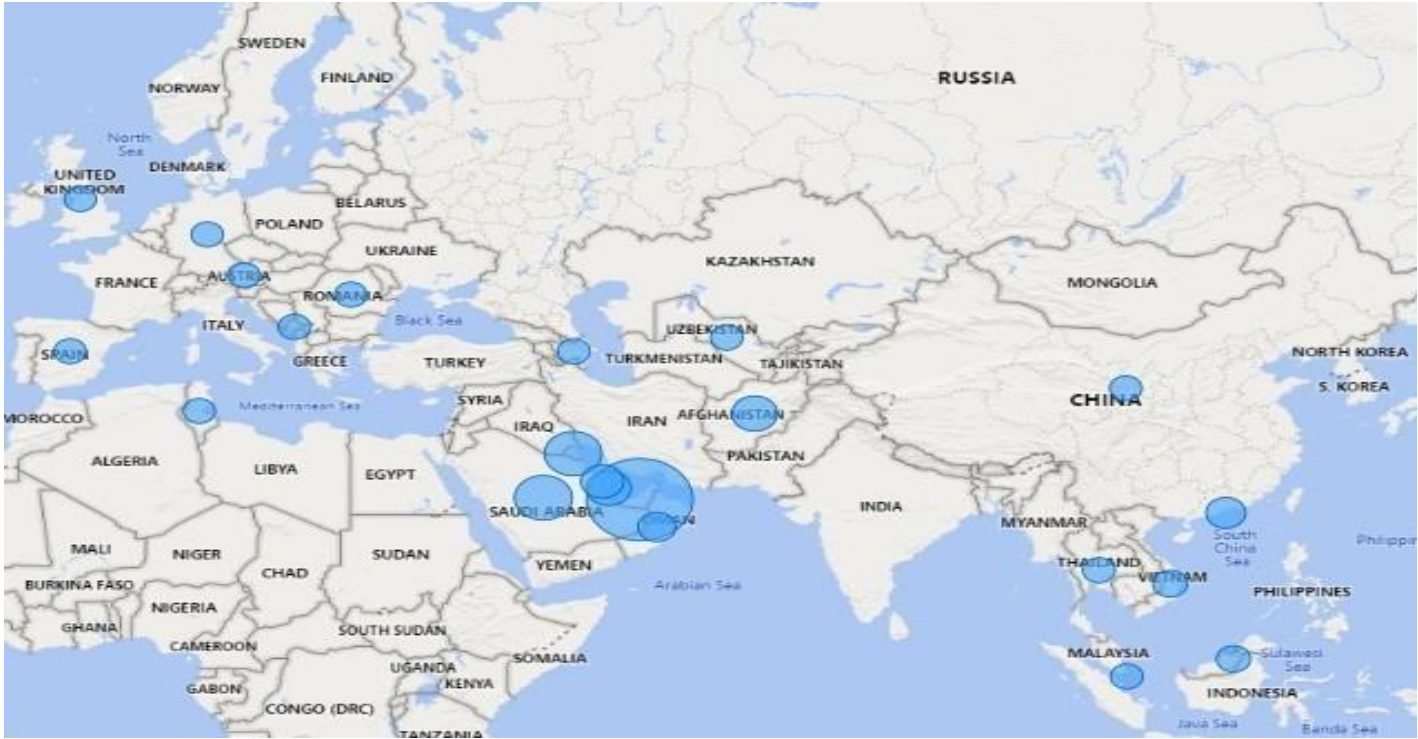 SWEDEN
FINLAND
NORWAY
RUSSIA
North
Sea
DENMARK
UNITED
KINGDOM
BELARUS
POLAND
UKRAINE
KAZAKHSTAN
FRANCE
AUSTRIA
MONGOLIA
ROMANIA
ITALY
Black Sea
UZBEKISTAN
SPAIN
GREECE
TURKEY
TURKMENISTAN
TAJIKISTAN
NORTH KOREA
S. KOREA
SYRIA
Mediterranean Sea
CHINA
MOROCCO
IRAQ
IRAN
AFGHANISTAN
ALGERIA
LIBYA
EGYPT
PAKISTAN
SAUDI ARABIA
INDIA
MYANMAR
South
China
Sea
MALI
NIGER
SUDAN
CHAD
YEMEN
THAILAND
VIETNAM
BURKINA FASO
Arabian Sea
PHILIPPINES
NIGERIA
GHANA
SOUTH SUDAN
CAMEROON
SOMALIA
MALAYSIA
Sulawesi
Sea
UGANDA
KENYA
GABON
INDONESIA
CONGO (DRC)
Java Sea
Banda Sea
TANZANIA